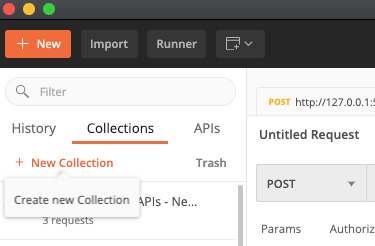 + New Import Runner
Filter
History Collections APIs
+ New Collection Trash
Create new Collection
APIs - Ne...
3 requests
POST http://127.0.0.1:5
Untitled Request
POST
Params Authoriz